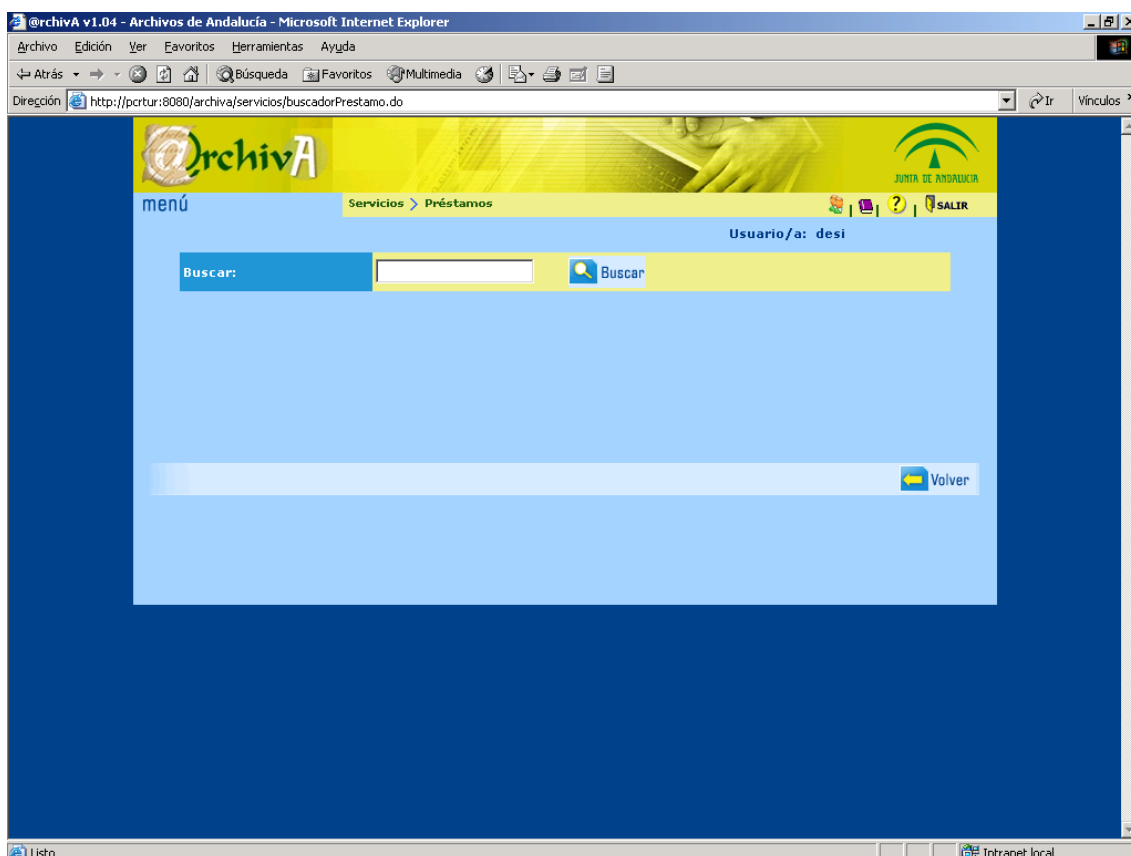 @rchivA v1.04 - Archivos de Andalucía - Microsoft Internet Explorer
Archivo Edición Ver Favoritos Herramientas Ayuda
Atrás Búsqueda Favoritos Multimedia
Dirección http://pcrtur:8080/archiva/servicios/buscadorPrestamo.do Ir Vínculos
@rchivA
JUNTA DE ANDALUCIA
menú Servicios > Préstamos SALIR
Usuario/a: desi
Buscar: Buscar
Volver
Listo Intranet local